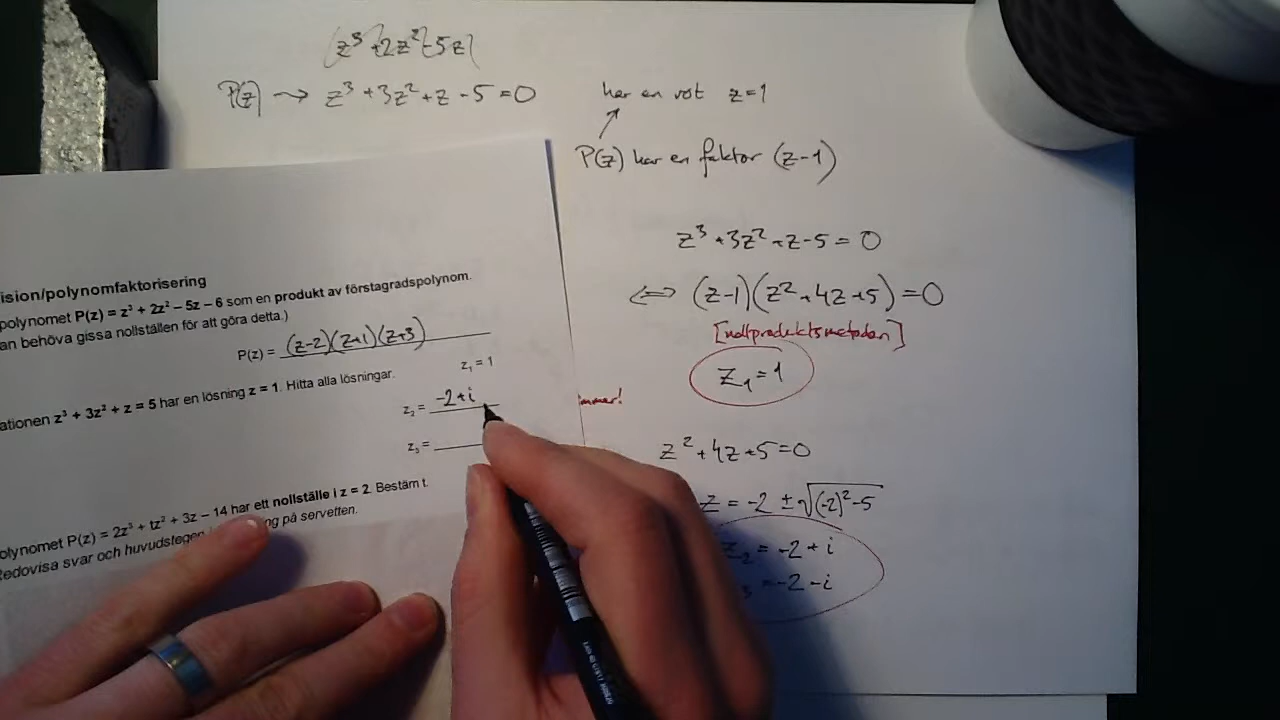 (z³+2z²-5z)
P(z) → z³+3z²+z-5=0
har en rot z=1
P(z) har en faktor (z-1)
z³+3z²+z-5=0
⟺ (z-1)(z²+4z+5)=0
[nollproduktsmetoden]
z₁=1
z²+4z+5=0
z = -2 ± √(-2)²-5
z₂ = -2+i
= -2-i
ision/polynomfaktorisering
polynomet P(z) = z³ + 2z² − 5z − 6 som en produkt av förstagradspolynom.
an behöva gissa nollställen för att göra detta.)
P(z) = (z-2)(z+1)(z+3)
z₁ = 1
ationen z³ + 3z² + z = 5 har en lösning z = 1. Hitta alla lösningar.
z₂ = -2+i
mmer!
z₃ =
olynomet P(z) = 2z³ + tz² + 3z − 14 har ett nollställe i z = 2. Bestäm t.
Redovisa svar och huvudstegen ng på servetten.